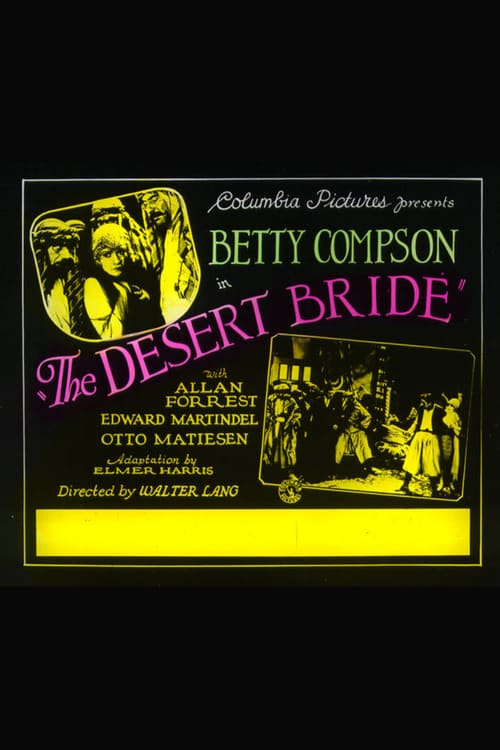 Columbia Pictures presents
BETTY COMPSON
in
"The DESERT BRIDE"
with
ALLAN
FORREST
EDWARD MARTINDEL
OTTO MATIESEN
Adaptation by
ELMER HARRIS
Directed by WALTER LANG